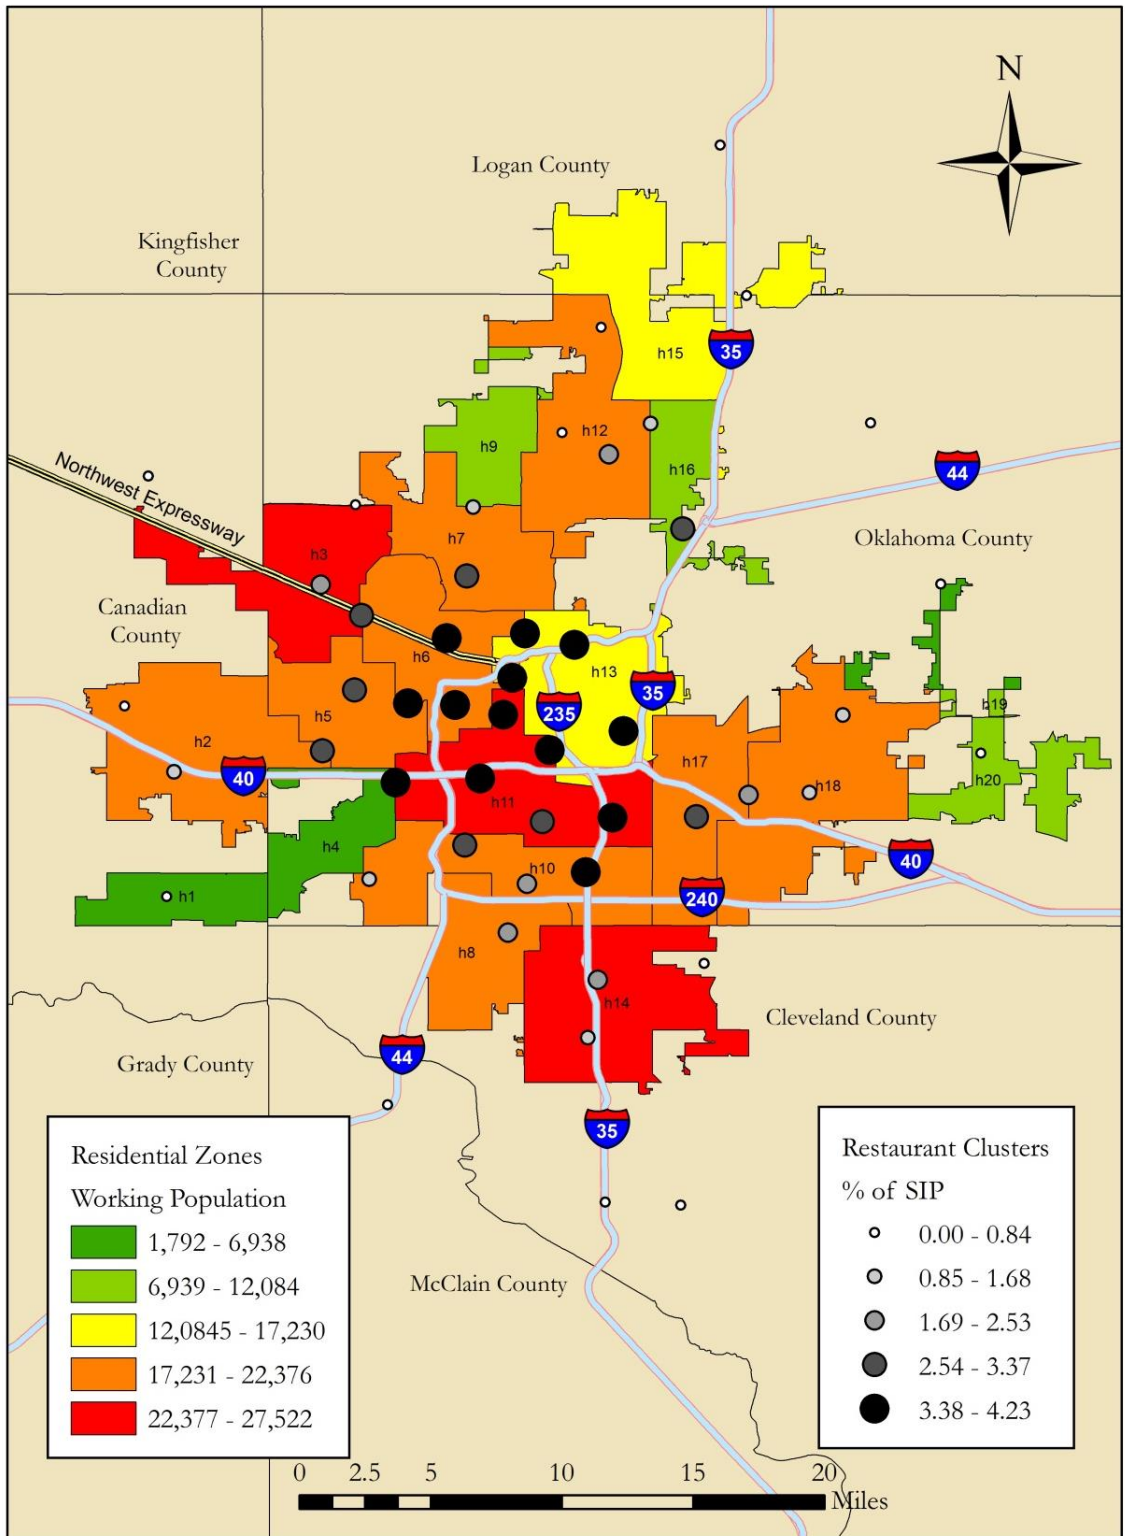 N
Logan County
Kingfisher
County
h15
35
h12
h9
h16
44
Northwest Expressway
h7
h3
Oklahoma County
Canadian
County
h6
h13
35
235
h5
h2
h19
h17
40
h20
h18
h11
h4
40
h10
h1
240
h8
h14
Cleveland County
44
Grady County
35
McClain County
Residential Zones
Working Population
1,792 - 6,938
6,939 - 12,084
12,0845 - 17,230
17,231 - 22,376
22,377 - 27,522
Restaurant Clusters
% of SIP
0.00 - 0.84
0.85 - 1.68
1.69 - 2.53
2.54 - 3.37
3.38 - 4.23
0 2.5 5 10 15 20
Miles